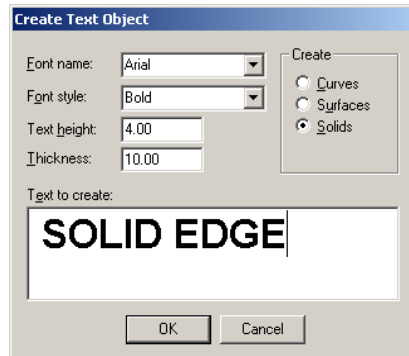 Create Text Object
Font name: Arial
Font style: Bold
Text height: 4.00
Thickness: 10.00
Create
Curves
Surfaces
Solids
Text to create:
SOLID EDGE
OK Cancel